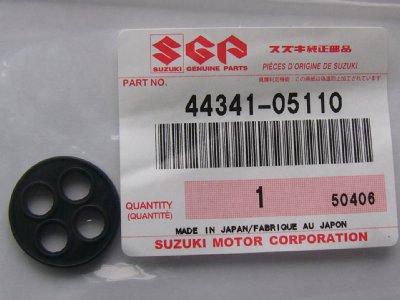 SGP
スズキ純正部品
SUZUKI GENUINE PARTS
PIÈCES D'ORIGINE DE SUZUKI
PART NO.
44341-05110
QUANTITY
(QUANTITÉ)
1
50406
MADE IN JAPAN/FABRIQUE AU JAPON
SUZUKI MOTOR CORPORATION